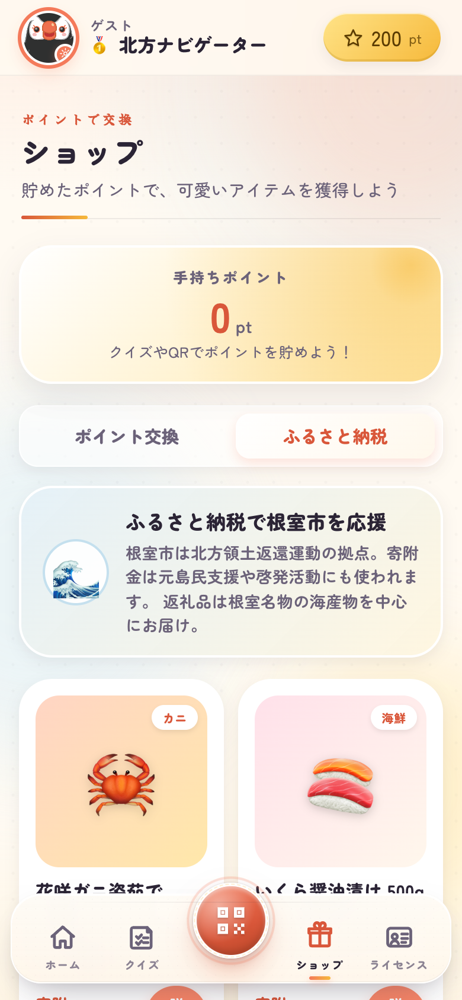 ゲスト
北方ナビゲーター
200 pt
ポイントで交換
ショップ
貯めたポイントで、可愛いアイテムを獲得しよう
手持ちポイント
0 pt
クイズやQRでポイントを貯めよう！
ポイント交換
ふるさと納税
ふるさと納税で根室市を応援
根室市は北方領土返還運動の拠点。寄附
金は元島民支援や啓発活動にも使われま
す。 返礼品は根室名物の海産物を中心
にお届け。
カニ
海鮮
花咲ガニ姿茹で
いくら醤油漬け 500g
ホーム
クイズ
ショップ
ライセンス